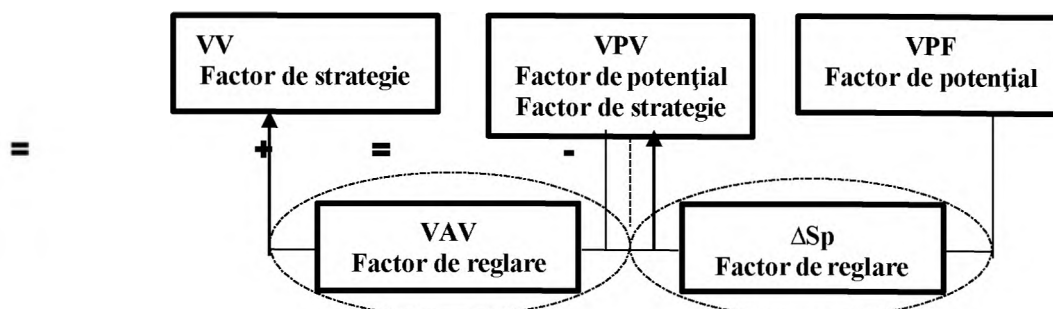 VV
Factor de strategie
VPV
Factor de potenţial
Factor de strategie
VPF
Factor de potenţial
= + = -
VAV
Factor de reglare
ΔSp
Factor de reglare